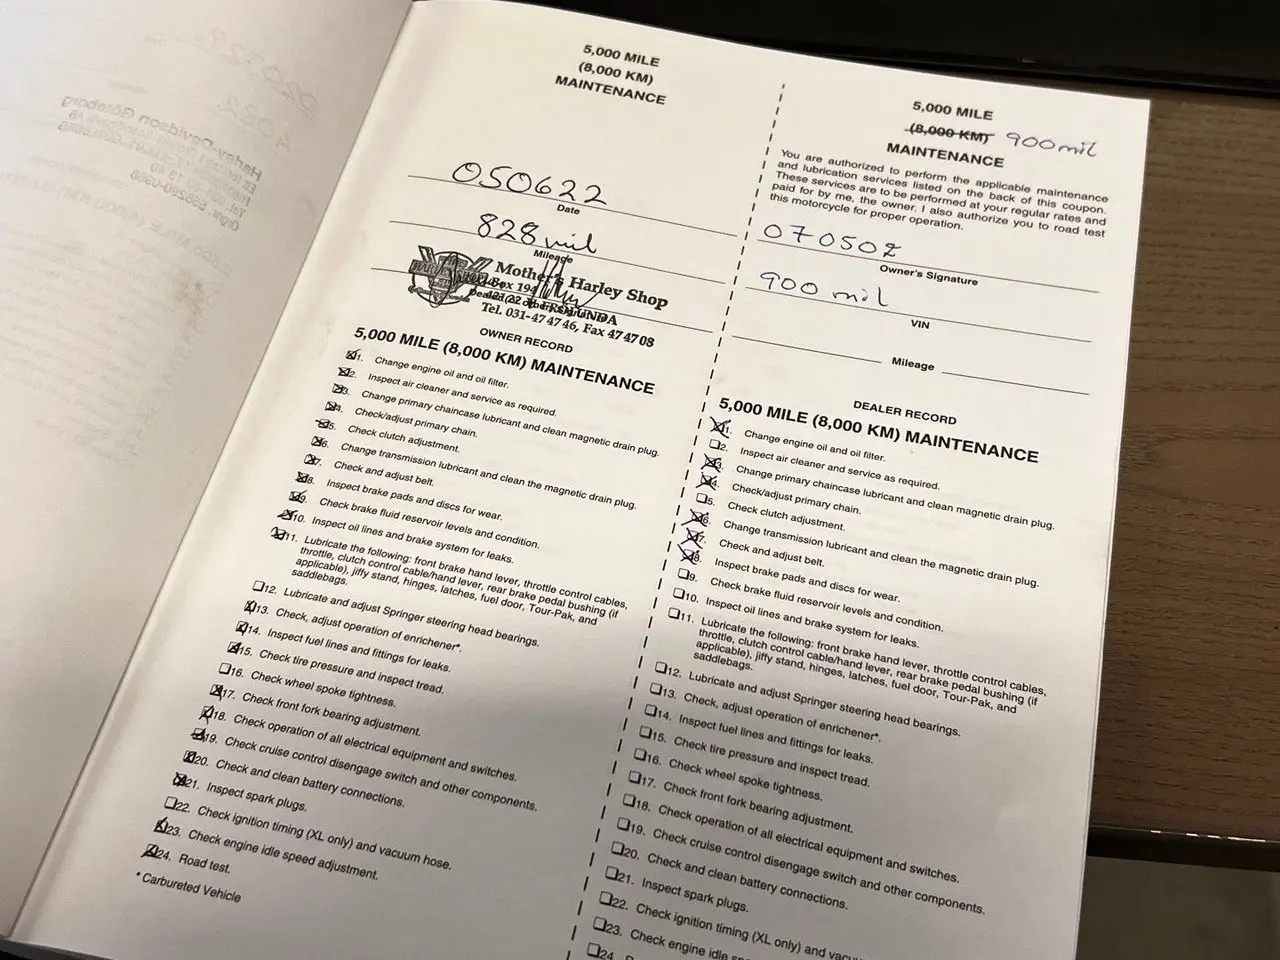 5,000 MILE
(8,000 KM)
MAINTENANCE
050622
Date
828 mil
Mileage
Mother's Harley Shop
Box 194
Tel. 031-47 47 46, Fax 47 47 08
OWNER RECORD
5,000 MILE (8,000 KM) MAINTENANCE
1. Change engine oil and oil filter.
2. Inspect air cleaner and service as required.
3. Change primary chaincase lubricant and clean magnetic drain plug.
4. Check/adjust primary chain.
5. Check clutch adjustment.
6. Change transmission lubricant and clean the magnetic drain plug.
7. Check and adjust belt.
8. Inspect brake pads and discs for wear.
9. Check brake fluid reservoir levels and condition.
10. Inspect oil lines and brake system for leaks.
11. Lubricate the following: front brake hand lever, throttle control cables,
throttle, clutch control cable/hand lever, rear brake pedal bushing (if
applicable), jiffy stand, hinges, latches, fuel door, Tour-Pak, and
saddlebags.
12. Lubricate and adjust Springer steering head bearings.
13. Check, adjust operation of enrichener*.
14. Inspect fuel lines and fittings for leaks.
15. Check tire pressure and inspect tread.
16. Check wheel spoke tightness.
17. Check front fork bearing adjustment.
18. Check operation of all electrical equipment and switches.
19. Check cruise control disengage switch and other components.
20. Check and clean battery connections.
21. Inspect spark plugs.
22. Check ignition timing (XL only) and vacuum hose.
23. Check engine idle speed adjustment.
24. Road test.
* Carbureted Vehicle
5,000 MILE
(8,000 KM) 900 mil
MAINTENANCE
You are authorized to perform the applicable maintenance
and lubrication services listed on the back of this coupon.
These services are to be performed at your regular rates and
paid for by me, the owner. I also authorize you to road test
this motorcycle for proper operation.
070502
Owner's Signature
900 mil
VIN
Mileage
DEALER RECORD
5,000 MILE (8,000 KM) MAINTENANCE
1. Change engine oil and oil filter.
2. Inspect air cleaner and service as required.
3. Change primary chaincase lubricant and clean magnetic drain plug.
4. Check/adjust primary chain.
5. Check clutch adjustment.
6. Change transmission lubricant and clean the magnetic drain plug.
7. Check and adjust belt.
8. Inspect brake pads and discs for wear.
9. Check brake fluid reservoir levels and condition.
10. Inspect oil lines and brake system for leaks.
11. Lubricate the following: front brake hand lever, throttle control cables,
throttle, clutch control cable/hand lever, rear brake pedal bushing (if
applicable), jiffy stand, hinges, latches, fuel door, Tour-Pak, and
saddlebags.
12. Lubricate and adjust Springer steering head bearings.
13. Check, adjust operation of enrichener*.
14. Inspect fuel lines and fittings for leaks.
15. Check tire pressure and inspect tread.
16. Check wheel spoke tightness.
17. Check front fork bearing adjustment.
18. Check operation of all electrical equipment and switches.
19. Check cruise control disengage switch and other components.
20. Check and clean battery connections.
21. Inspect spark plugs.
22. Check ignition timing (XL only) and
23. Check engine idle
24.